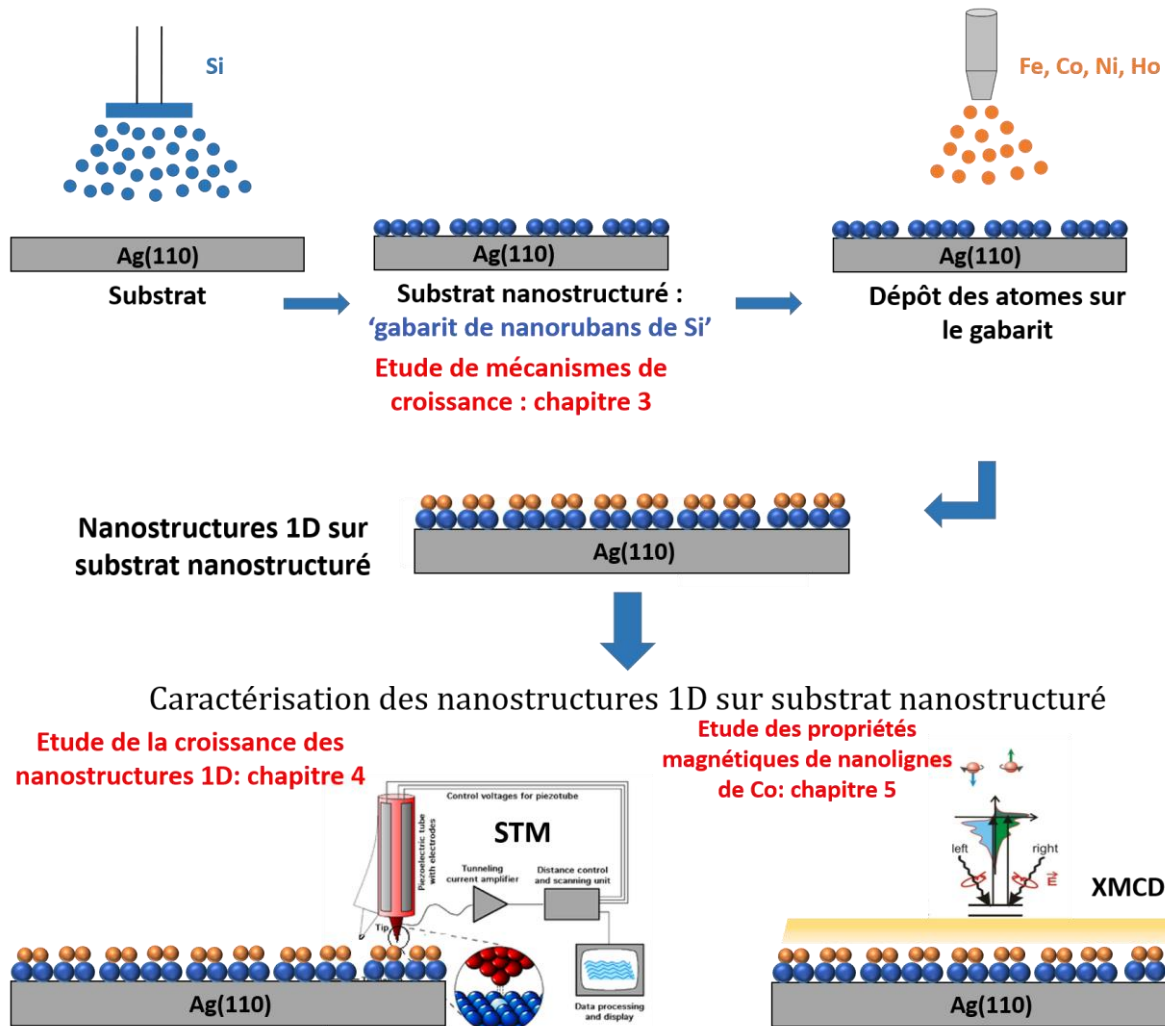 Si
Fe, Co, Ni, Ho
Ag(110)
Substrat
Ag(110)
Substrat nanostructuré :
‘gabarit de nanorubans de Si’
Etude de mécanismes de
croissance : chapitre 3
Ag(110)
Dépôt des atomes sur
le gabarit
Nanostructures 1D sur
substrat nanostructuré
Ag(110)
Caractérisation des nanostructures 1D sur substrat nanostructuré
Etude de la croissance des
nanostructures 1D: chapitre 4
Control voltages for piezotube
Piezoelectric tube
with electrodes
STM
Tunneling
current amplifier
Distance control
and scanning unit
Tip
Data processing
and display
Ag(110)
Etude des propriétés
magnétiques de nanolignes
de Co: chapitre 5
left
right
E
XMCD
Ag(110)